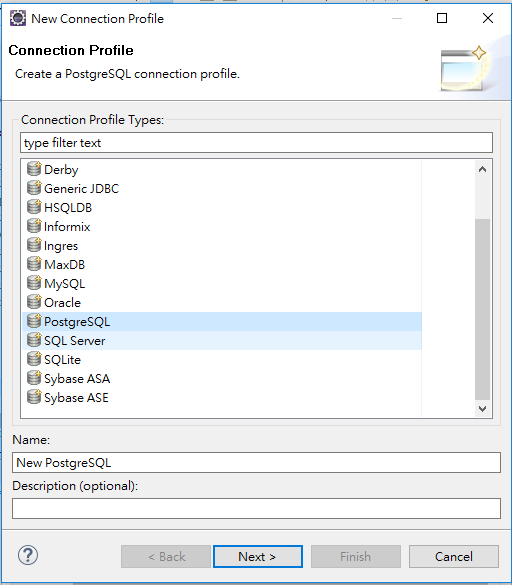 New Connection Profile
Connection Profile
Create a PostgreSQL connection profile.
Connection Profile Types:
type filter text
Derby
Generic JDBC
HSQLDB
Informix
Ingres
MaxDB
MySQL
Oracle
PostgreSQL
SQL Server
SQLite
Sybase ASA
Sybase ASE
Name:
New PostgreSQL
Description (optional):
?
< Back
Next >
Finish
Cancel